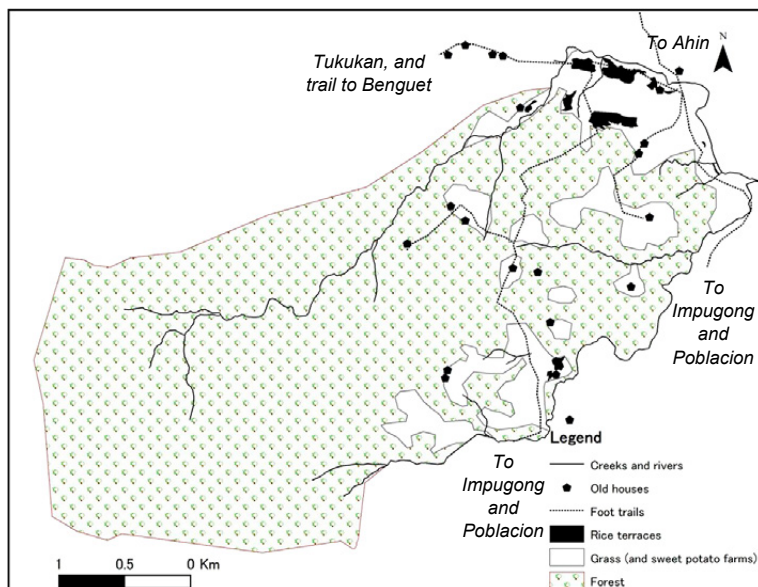 Tukukan, and
trail to Benguet
To Ahin
N
To
Impugong
and
Poblacion
To
Impugong
and
Poblacion
Legend
Creeks and rivers
Old houses
Foot trails
Rice terraces
Grass (and sweet potato farms)
Forest
1 0.5 0 Km